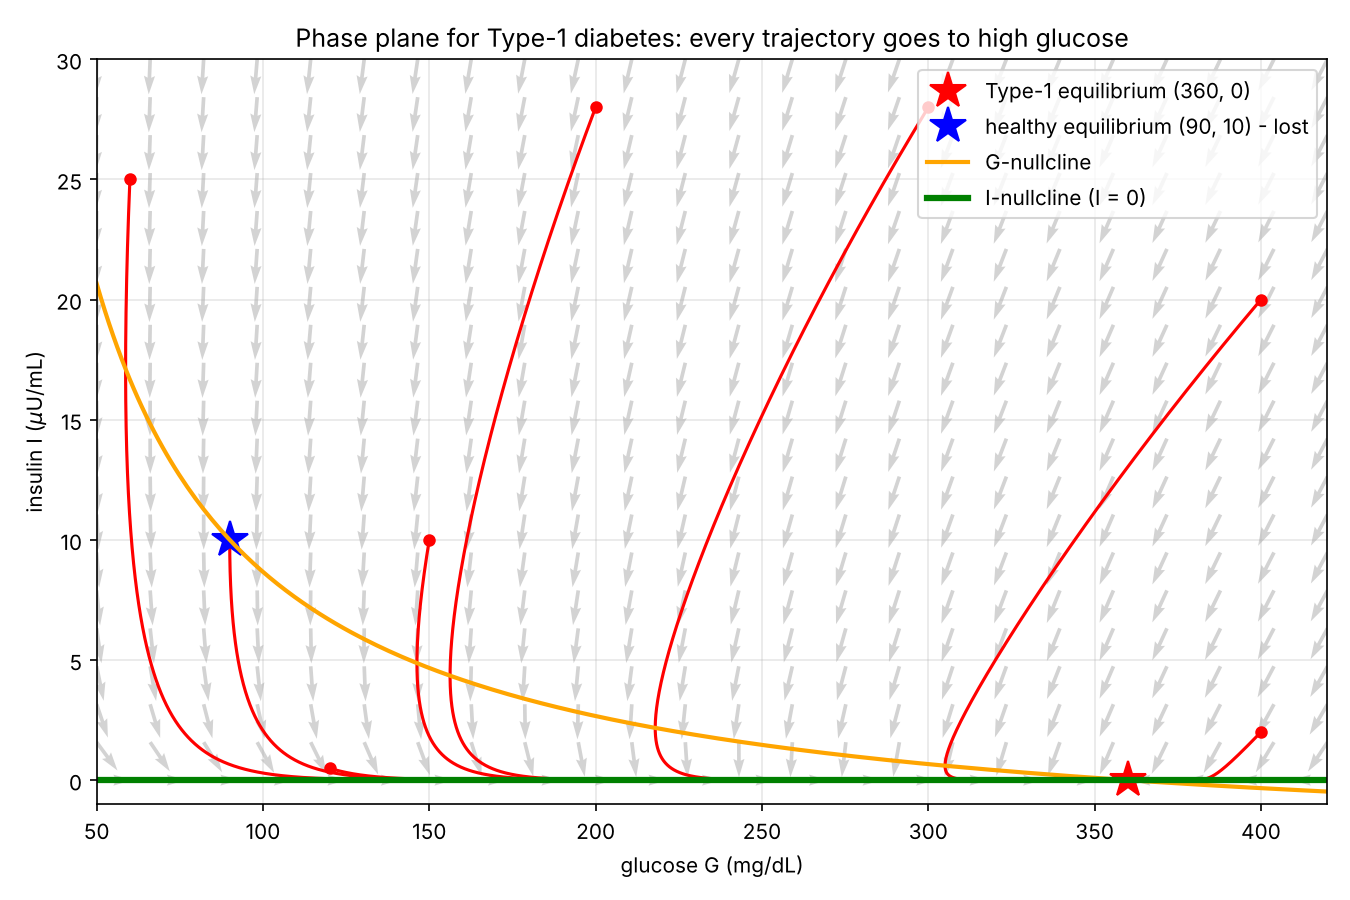 Phase plane for Type-1 diabetes: every trajectory goes to high glucose
Type-1 equilibrium (360, 0)
healthy equilibrium (90, 10) - lost
G-nullcline
I-nullcline (I = 0)
insulin I (μU/mL)
30
25
20
15
10
5
0
50 100 150 200 250 300 350 400
glucose G (mg/dL)